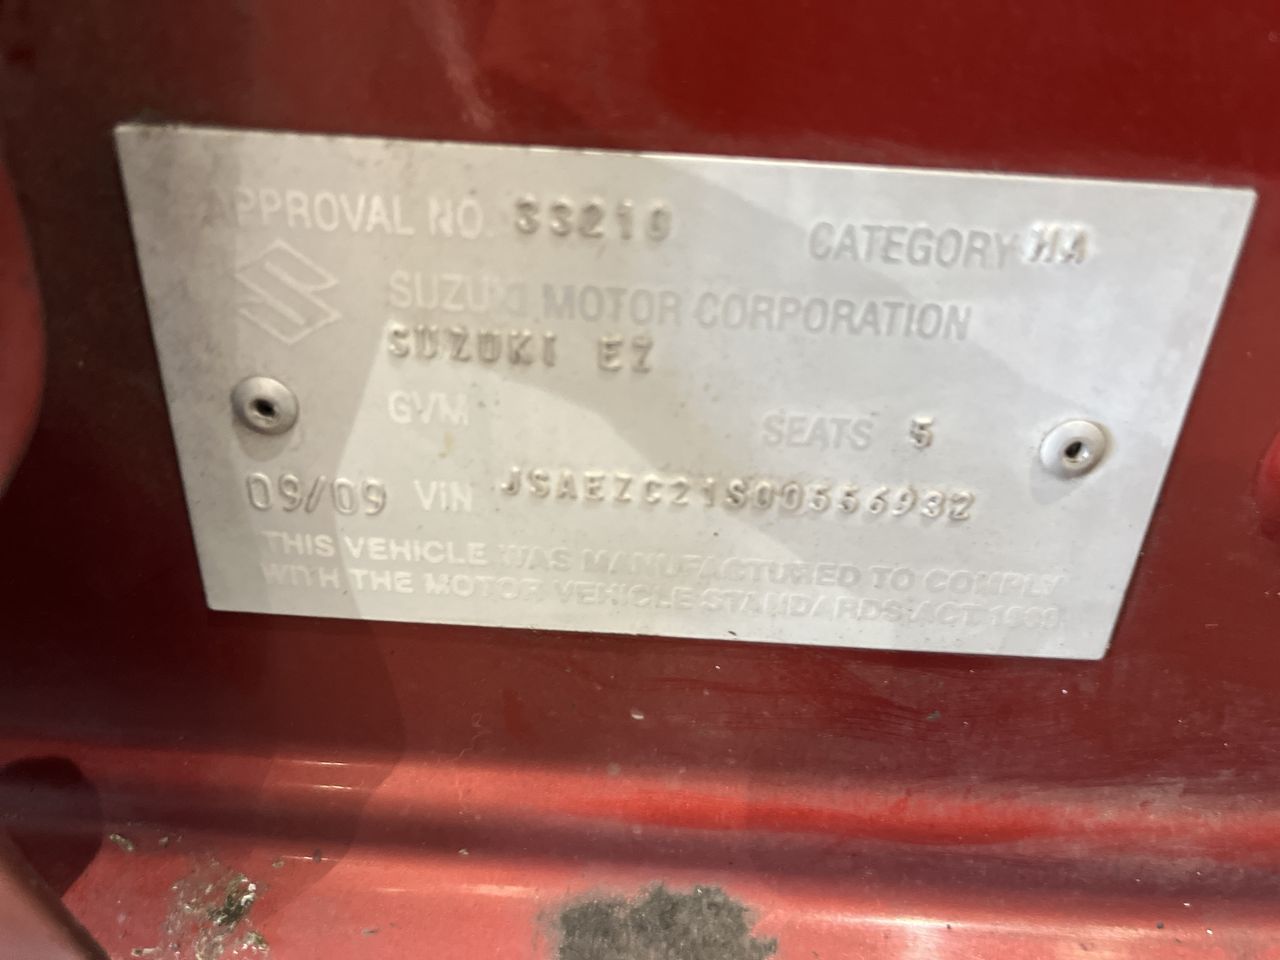 APPROVAL NO. 33210 CATEGORY MA
SUZUKI MOTOR CORPORATION
SUZUKI EZ
GVM SEATS 5
09/09 VIN JSAEZC21S00556932
THIS VEHICLE WAS MANUFACTURED TO COMPLY
WITH THE MOTOR VEHICLE STANDARDS ACT 1989